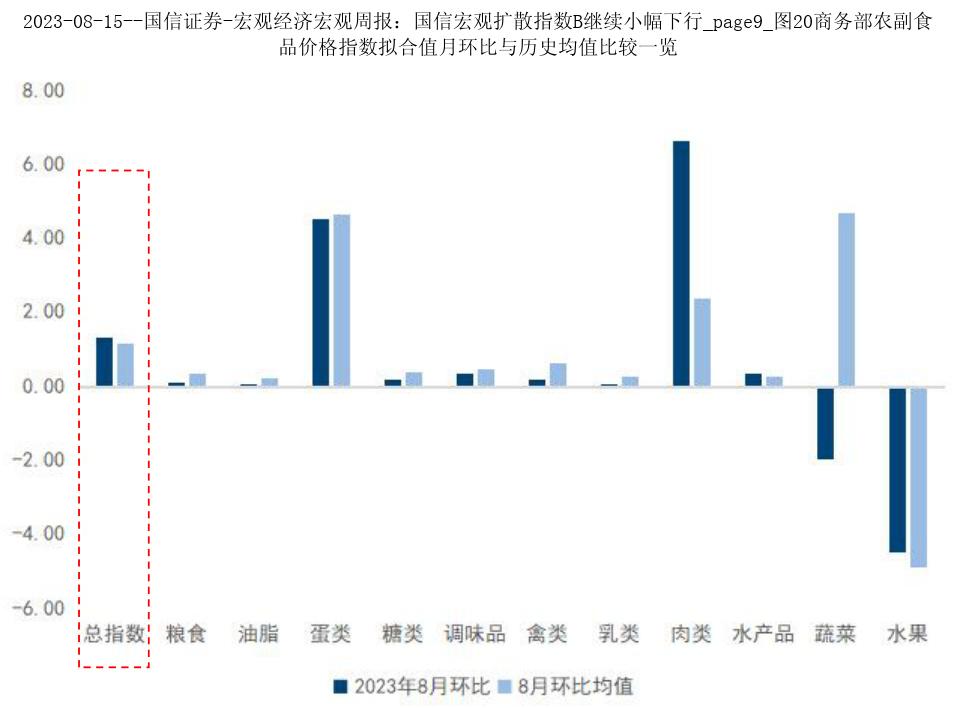 2023-08-15--国信证券-宏观经济宏观周报：国信宏观扩散指数B继续小幅下行_page9_图20商务部农副食
品价格指数拟合值月环比与历史均值比较一览
8.00
6.00
4.00
2.00
0.00
-2.00
-4.00
-6.00
总指数 粮食 油脂 蛋类 糖类 调味品 禽类 乳类 肉类 水产品 蔬菜 水果
2023年8月环比 8月环比均值